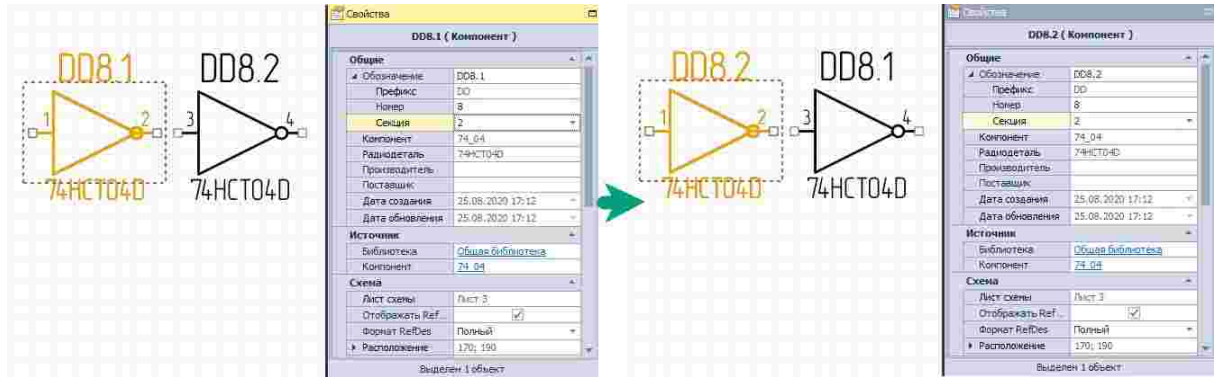 DD8.1 DD8.2
1 2 3 4
74HCT04D 74HCT04D
Свойства
DD8.1 ( Компонент )
Общие
Обозначение DD8.1
Префикс DD
Номер 8
Секция 2
Компонент 74_04
Радиодеталь 74HCT04D
Производитель
Поставщик
Дата создания 25.08.2020 17:12
Дата обновления 25.08.2020 17:12
Источник
Библиотека Общая библиотека
Компонент 74_04
Схема
Лист схемы Лист 3
Отображать Ref...
Формат RefDes Полный
Расположение 170; 190
Выделен 1 объект
DD8.2 DD8.1
1 2 3 4
74HCT04D 74HCT04D
Свойства
DD8.2 ( Компонент )
Общие
Обозначение DD8.2
Префикс DD
Номер 8
Секция 2
Компонент 74_04
Радиодеталь 74HCT04D
Производитель
Поставщик
Дата создания 25.08.2020 17:12
Дата обновления 25.08.2020 17:12
Источник
Библиотека Общая библиотека
Компонент 74_04
Схема
Лист схемы Лист 3
Отображать Ref...
Формат RefDes Полный
Расположение 170; 190
Выделен 1 объект